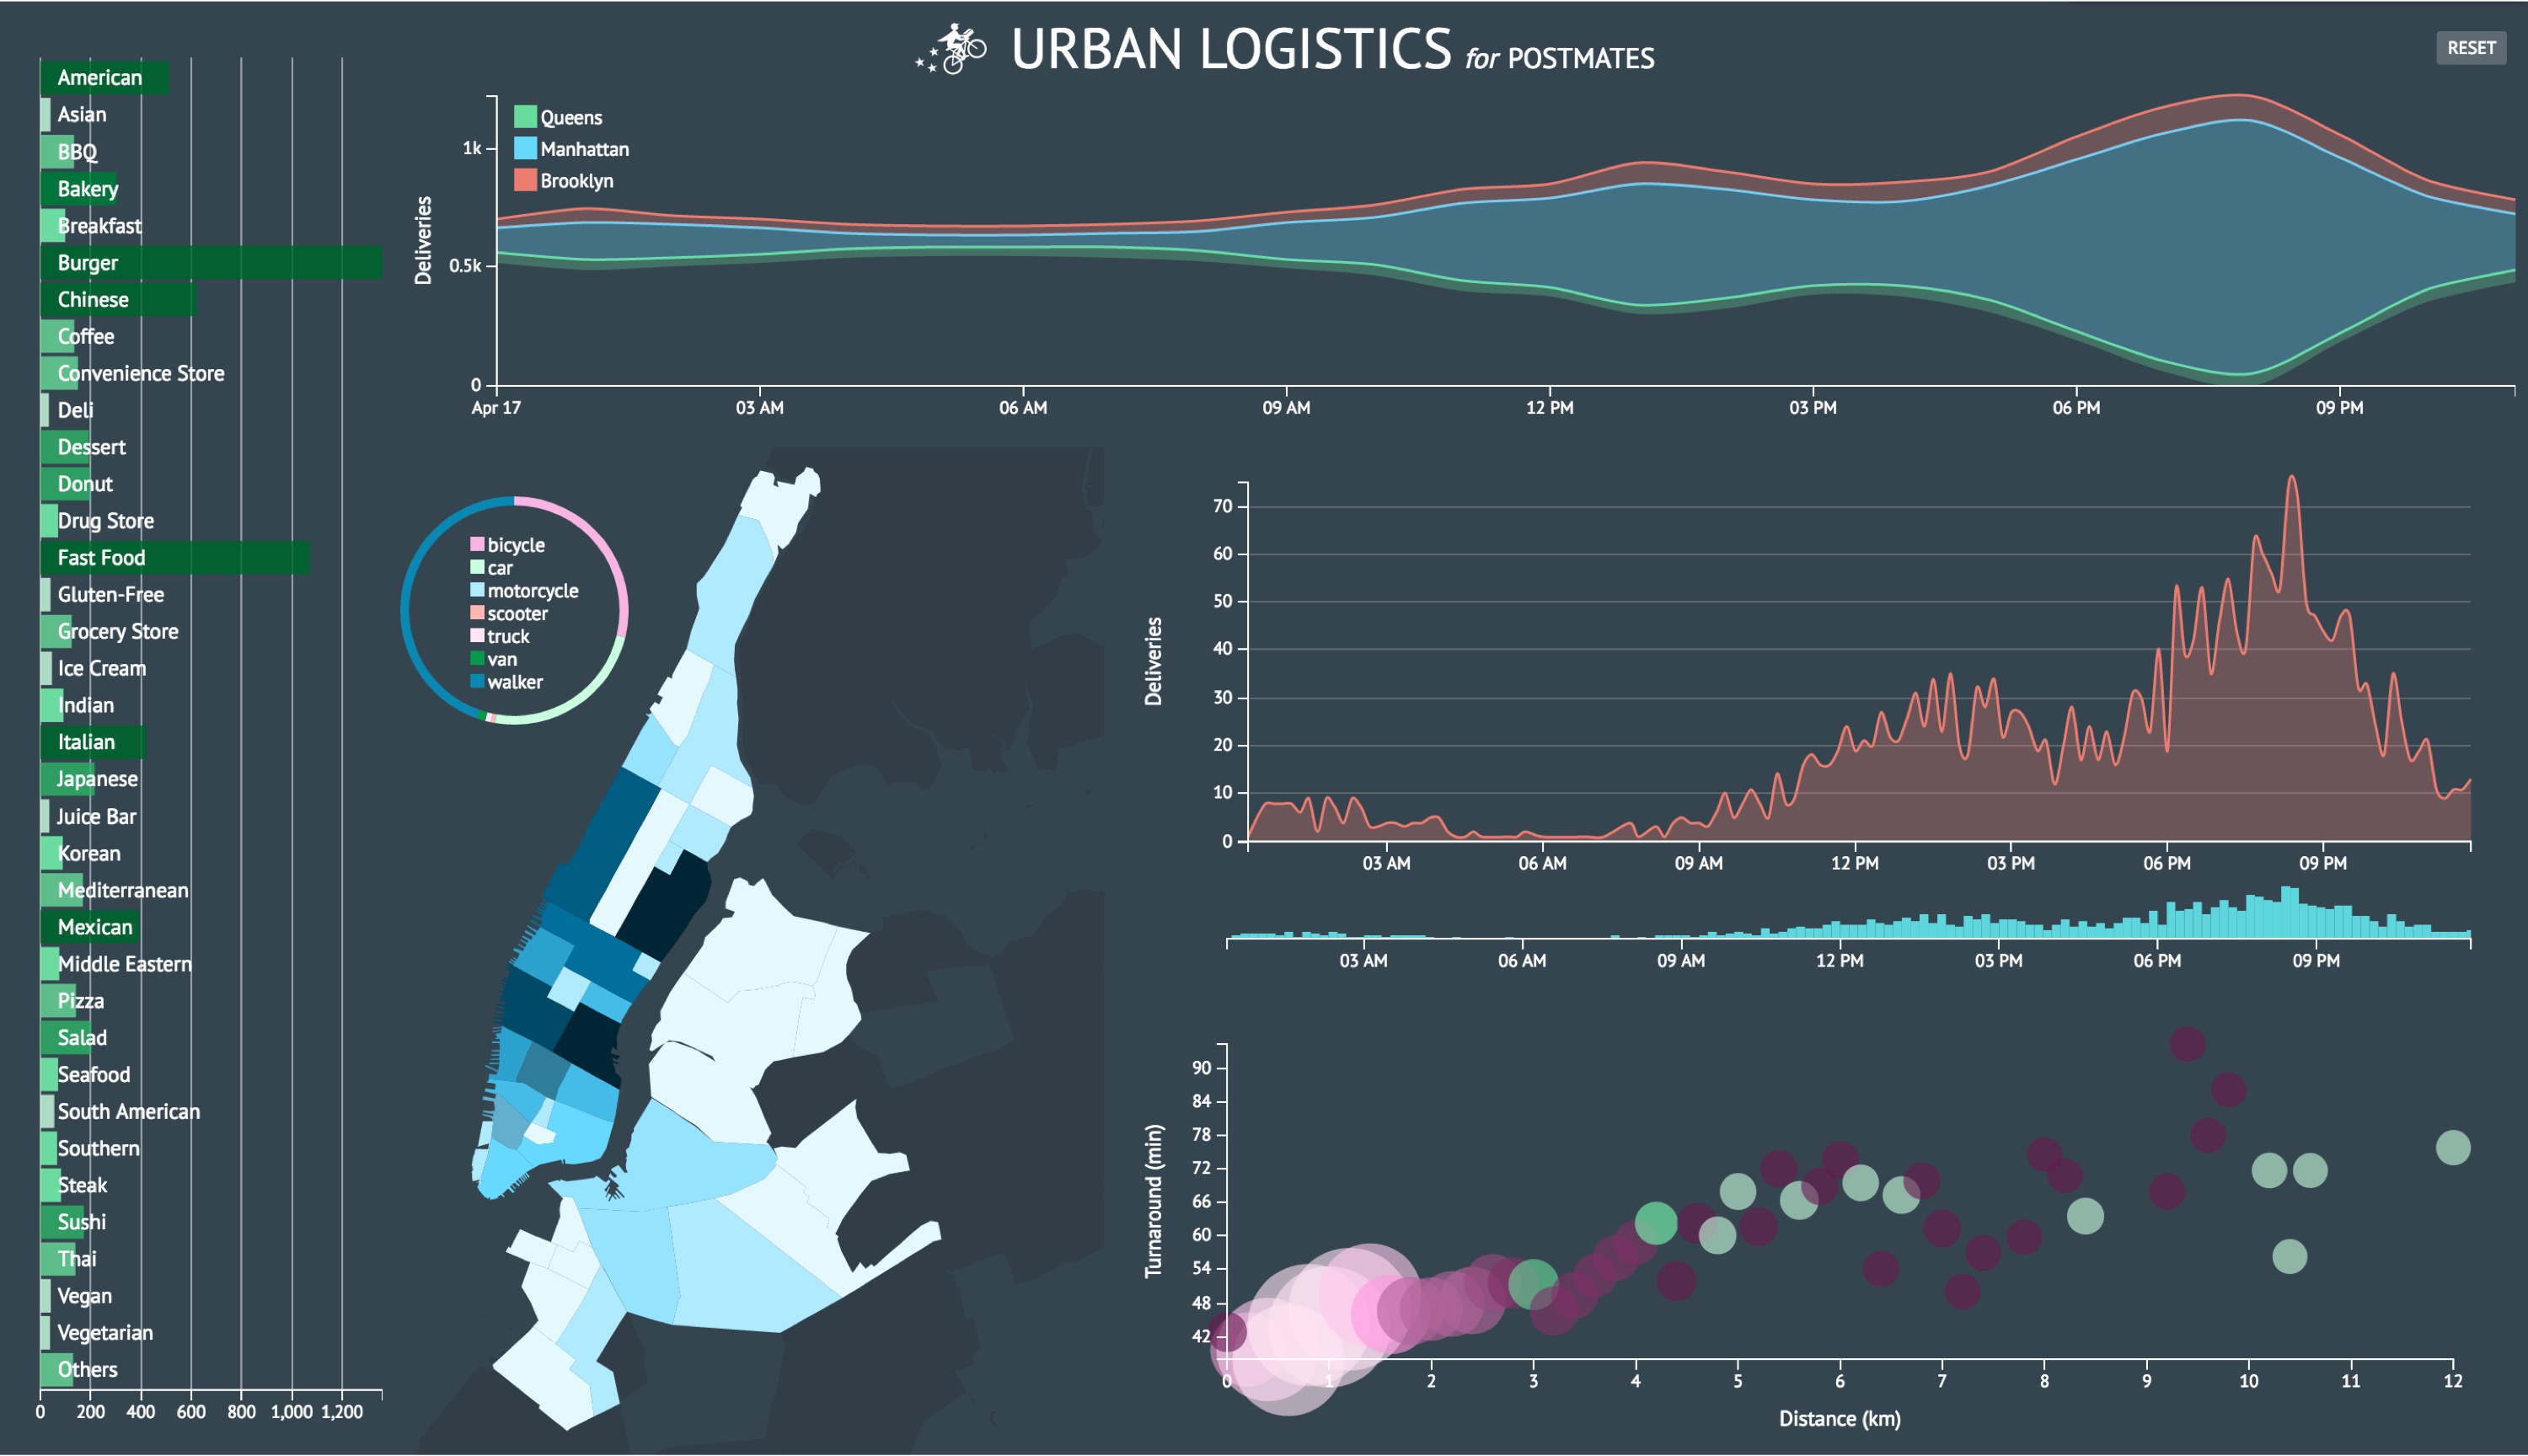 URBAN LOGISTICS for POSTMATES
RESET
American
Asian
BBQ
Bakery
Breakfast
Burger
Chinese
Coffee
Convenience Store
Deli
Dessert
Donut
Drug Store
Fast Food
Gluten-Free
Grocery Store
Ice Cream
Indian
Italian
Japanese
Juice Bar
Korean
Mediterranean
Mexican
Middle Eastern
Pizza
Salad
Seafood
South American
Southern
Steak
Sushi
Thai
Vegan
Vegetarian
Others
0 200 400 600 800 1,000 1,200
Queens
Manhattan
Brooklyn
Deliveries
1k
0.5k
0
Apr 17 03 AM 06 AM 09 AM 12 PM 03 PM 06 PM 09 PM
bicycle
car
motorcycle
scooter
truck
van
walker
Deliveries
70
60
50
40
30
20
10
0
03 AM 06 AM 09 AM 12 PM 03 PM 06 PM 09 PM
03 AM 06 AM 09 AM 12 PM 03 PM 06 PM 09 PM
Turnaround (min)
90
84
78
72
66
60
54
48
42
0 1 2 3 4 5 6 7 8 9 10 11 12
Distance (km)